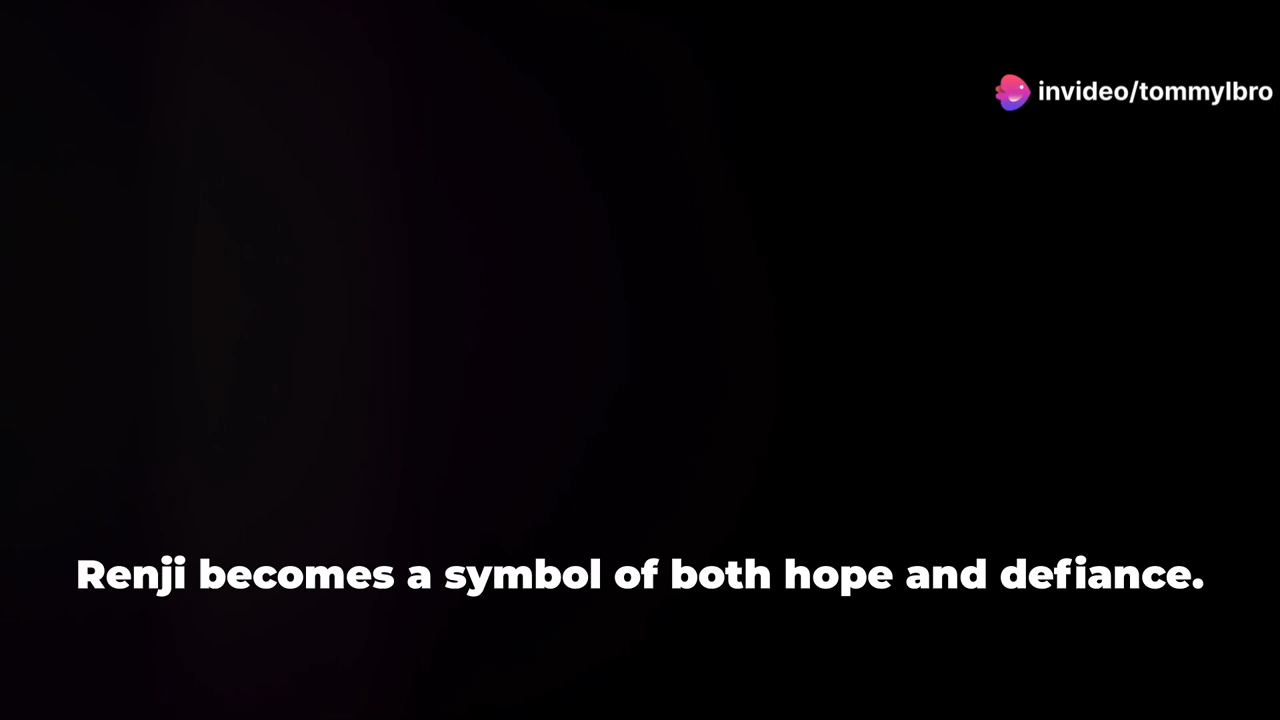 invideo/tommylbro
Renji becomes a symbol of both hope and defiance.